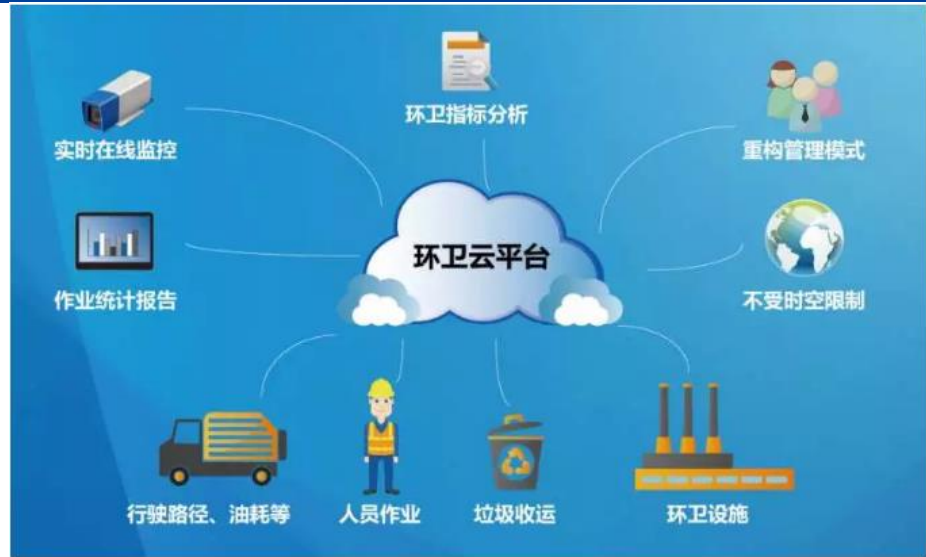 环卫指标分析
实时在线监控
重构管理模式
环卫云平台
作业统计报告
不受时空限制
行驶路径、油耗等
人员作业
垃圾收运
环卫设施